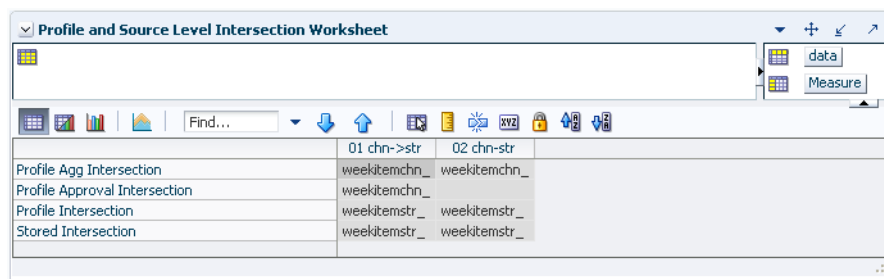 Profile and Source Level Intersection Worksheet
data
Measure
Find...
XYZ
01 chn->str 02 chn-str
Profile Agg Intersection weekitemchn_ weekitemchn_
Profile Approval Intersection weekitemchn_
Profile Intersection weekitemstr_ weekitemstr_
Stored Intersection weekitemstr_ weekitemstr_